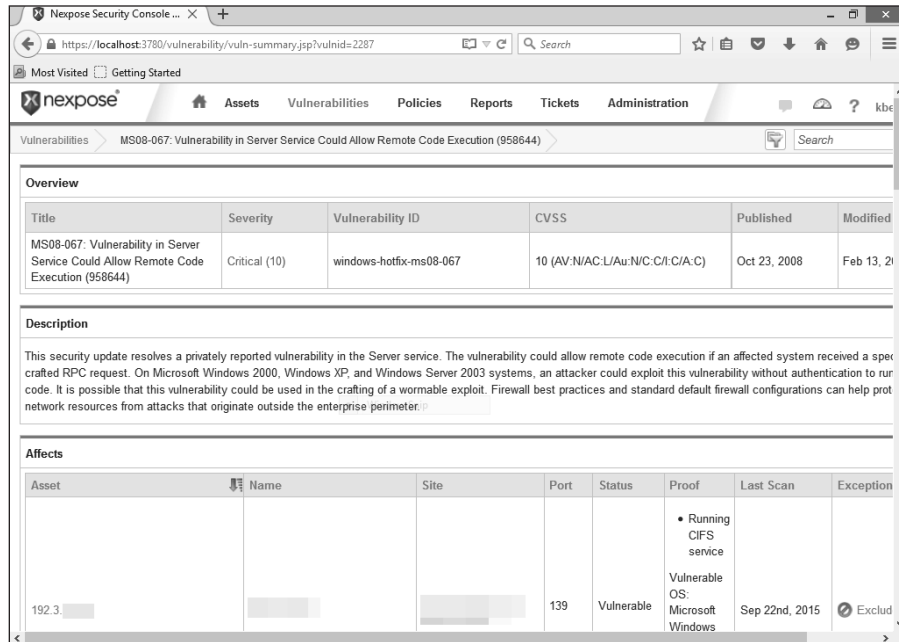 Nexpose Security Console ...
https://localhost:3780/vulnerability/vuln-summary.jsp?vulnid=2287
Search
Most Visited
Getting Started
nexpose
Assets
Vulnerabilities
Policies
Reports
Tickets
Administration
?
kbe
Vulnerabilities
MS08-067: Vulnerability in Server Service Could Allow Remote Code Execution (958644)
Search
Overview
Title Severity Vulnerability ID CVSS Published Modified
MS08-067: Vulnerability in Server
Service Could Allow Remote Code
Execution (958644)
Critical (10)
windows-hotfix-ms08-067
10 (AV:N/AC:L/Au:N/C:C/I:C/A:C)
Oct 23, 2008
Feb 13, 2
Description
This security update resolves a privately reported vulnerability in the Server service. The vulnerability could allow remote code execution if an affected system received a spec
crafted RPC request. On Microsoft Windows 2000, Windows XP, and Windows Server 2003 systems, an attacker could exploit this vulnerability without authentication to run
code. It is possible that this vulnerability could be used in the crafting of a wormable exploit. Firewall best practices and standard default firewall configurations can help prot
network resources from attacks that originate outside the enterprise perimeter.
Affects
Asset Name Site Port Status Proof Last Scan Exception
192.3.
139
Vulnerable
• Running
CIFS
service
Vulnerable
OS:
Microsoft
Windows
Sep 22nd, 2015
Exclud